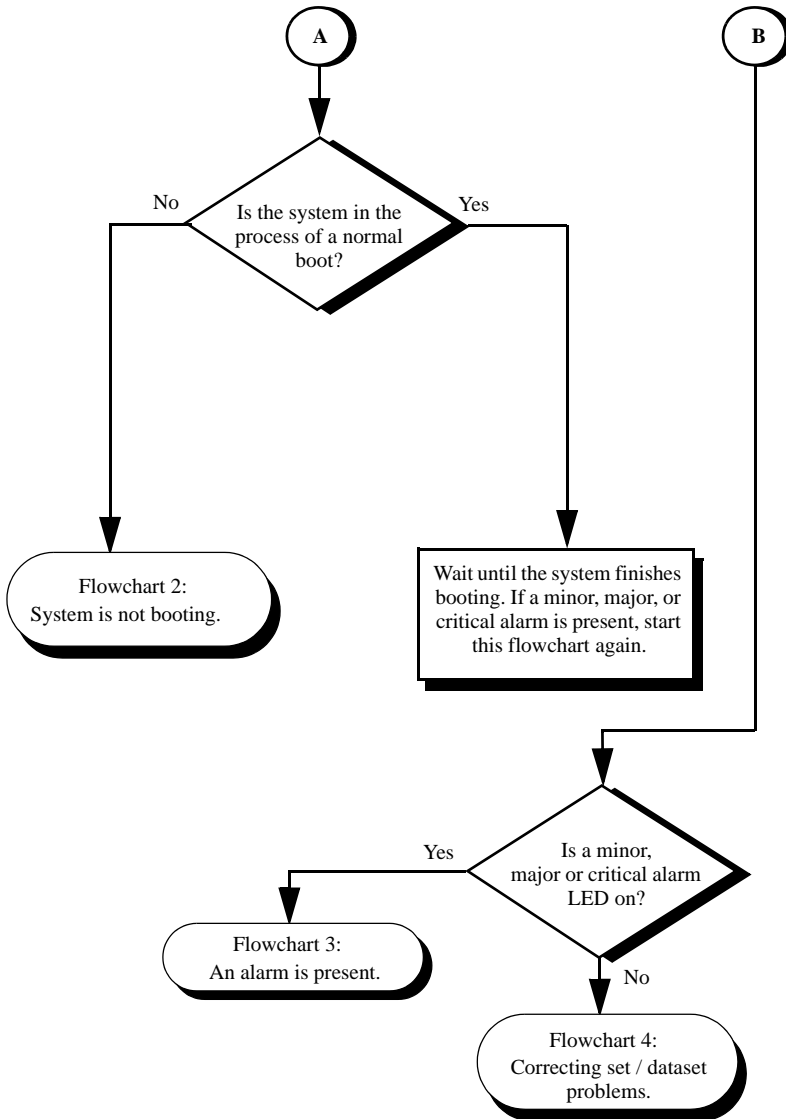 A
B
No
Yes
Is the system in the
process of a normal
boot?
Flowchart 2:
System is not booting.
Wait until the system finishes
booting. If a minor, major, or
critical alarm is present, start
this flowchart again.
Yes
Is a minor,
major or critical alarm
LED on?
Flowchart 3:
An alarm is present.
No
Flowchart 4:
Correcting set / dataset
problems.